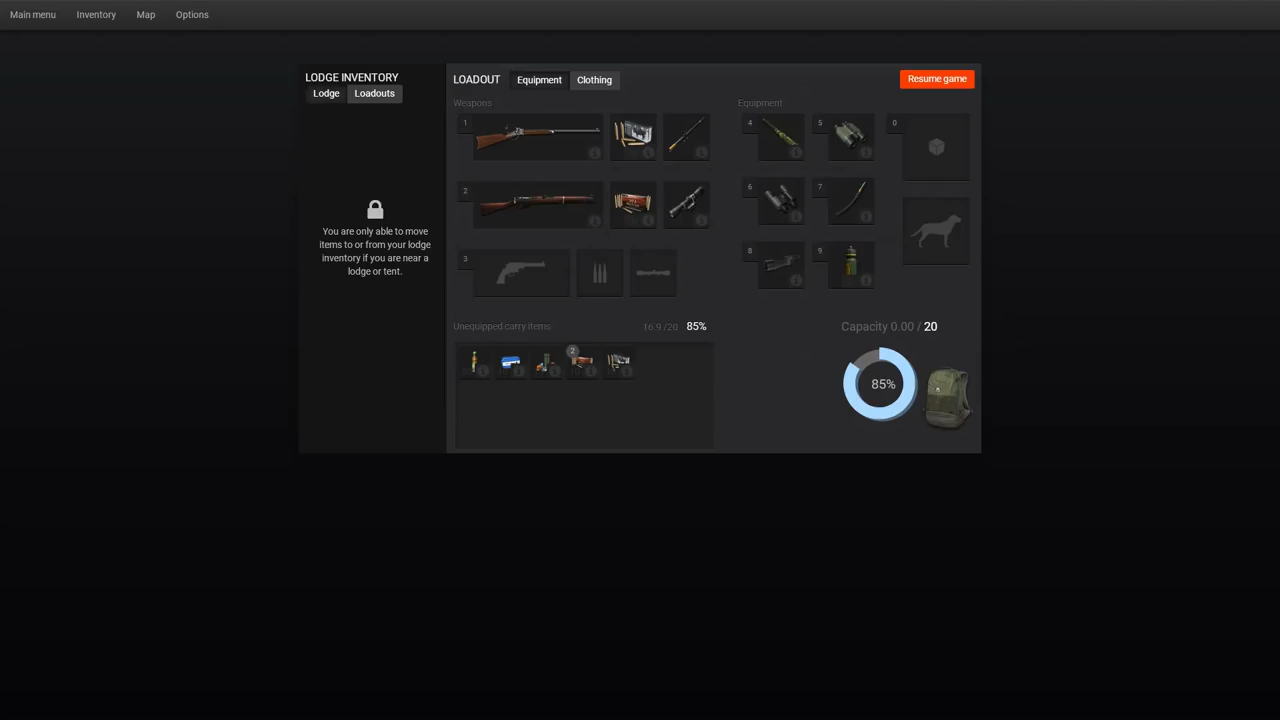 Main menu Inventory Map Options
LODGE INVENTORY
Lodge Loadouts
You are only able to move
items to or from your lodge
inventory if you are near a
lodge or tent.
LOADOUT Equipment Clothing Resume game
Weapons Equipment
1 4 5 0
2 6 7
3 8 9
Unequipped carry items 16.9 /20 85% Capacity 0.00 / 20
2
85%